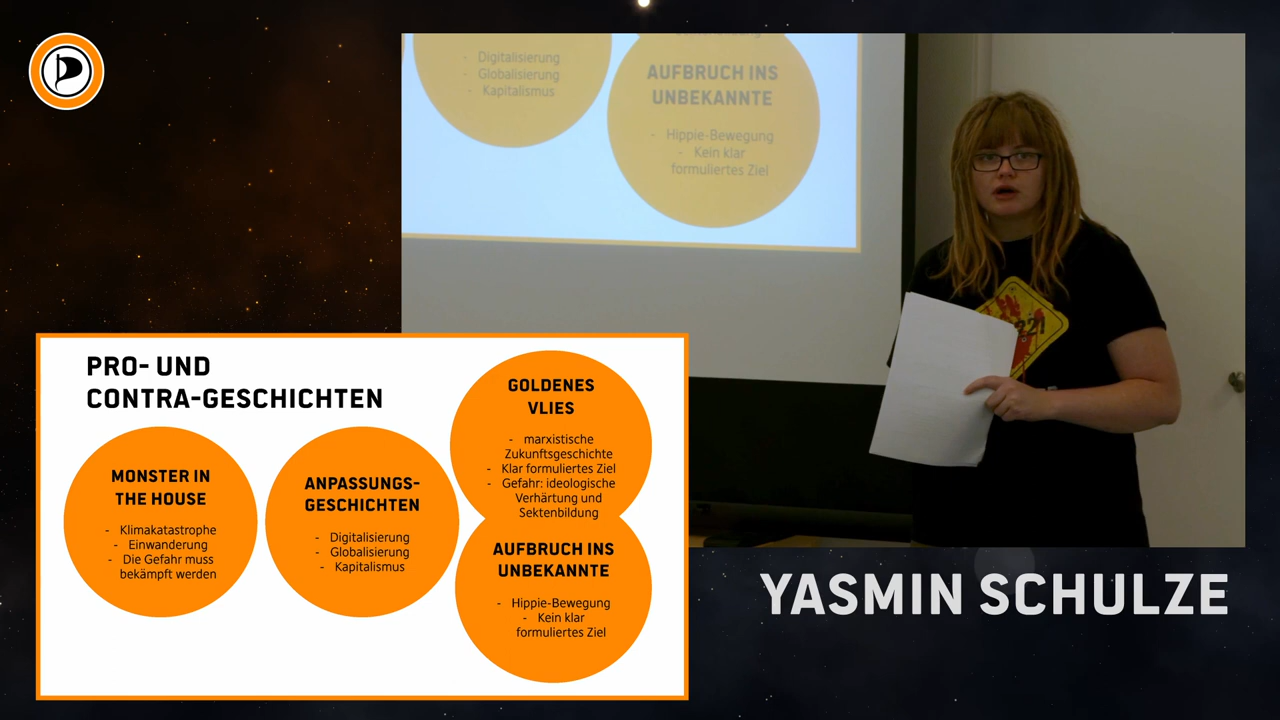 - Digitalisierung
- Globalisierung
- Kapitalismus
AUFBRUCH INS
UNBEKANNTE
- Hippie-Bewegung
- Kein klar
formuliertes Ziel
PRO- UND
CONTRA-GESCHICHTEN
MONSTER IN
THE HOUSE
- Klimakatastrophe
- Einwanderung
- Die Gefahr muss
bekämpft werden
ANPASSUNGS-
GESCHICHTEN
- Digitalisierung
- Globalisierung
- Kapitalismus
GOLDENES
VLIES
- marxistische
Zukunftsgeschichte
- Klar formuliertes Ziel
- Gefahr: ideologische
Verhärtung und
Sektenbildung
AUFBRUCH INS
UNBEKANNTE
- Hippie-Bewegung
- Kein klar
formuliertes Ziel
YASMIN SCHULZE